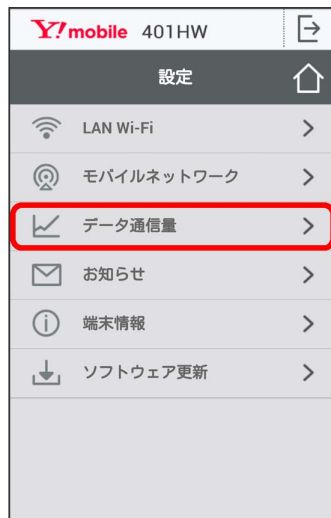 Y! mobile 401HW
設定
LAN Wi-Fi
モバイルネットワーク
データ通信量
お知らせ
端末情報
ソフトウェア更新